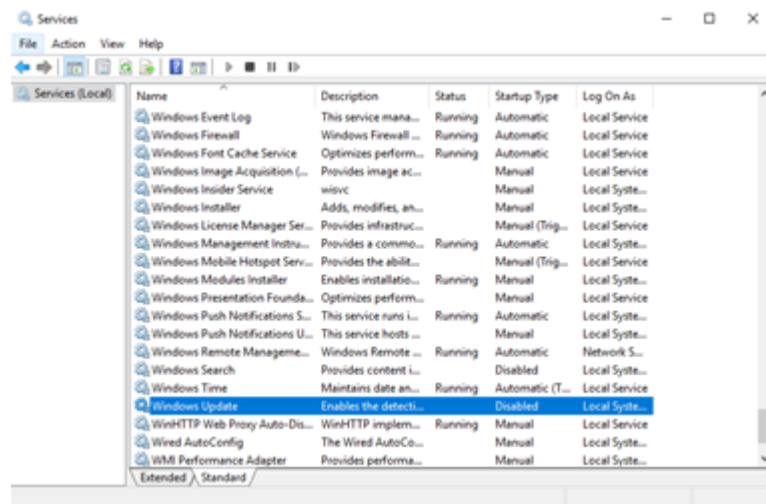 Services
File Action View Help
Services (Local)
Name Description Status Startup Type Log On As
Windows Event Log This service mana... Running Automatic Local Service
Windows Firewall Windows Firewall ... Running Automatic Local Service
Windows Font Cache Service Optimizes perform... Running Automatic Local Service
Windows Image Acquisition (... Provides image ac... Manual Local Service
Windows Insider Service wisvc Manual Local Syste...
Windows Installer Adds, modifies, an... Manual Local Syste...
Windows License Manager Ser... Provides infrastruc... Manual (Trig... Local Service
Windows Management Instru... Provides a commo... Running Automatic Local Syste...
Windows Mobile Hotspot Serv... Provides the abilit... Manual (Trig... Local Service
Windows Modules Installer Enables installatio... Running Manual Local Syste...
Windows Presentation Founda... Optimizes perform... Manual Local Service
Windows Push Notifications S... This service runs i... Running Automatic Local Syste...
Windows Push Notifications U... This service hosts ... Manual Local Syste...
Windows Remote Manageme... Windows Remote ... Running Automatic Network S...
Windows Search Provides content i... Disabled Local Syste...
Windows Time Maintains date an... Running Automatic (T... Local Service
Windows Update Enables the detecti... Disabled Local Syste...
WinHTTP Web Proxy Auto-Dis... WinHTTP implem... Running Manual Local Service
Wired AutoConfig The Wired AutoCo... Manual Local Syste...
WMI Performance Adapter Provides performa... Manual Local Syste...
Extended Standard